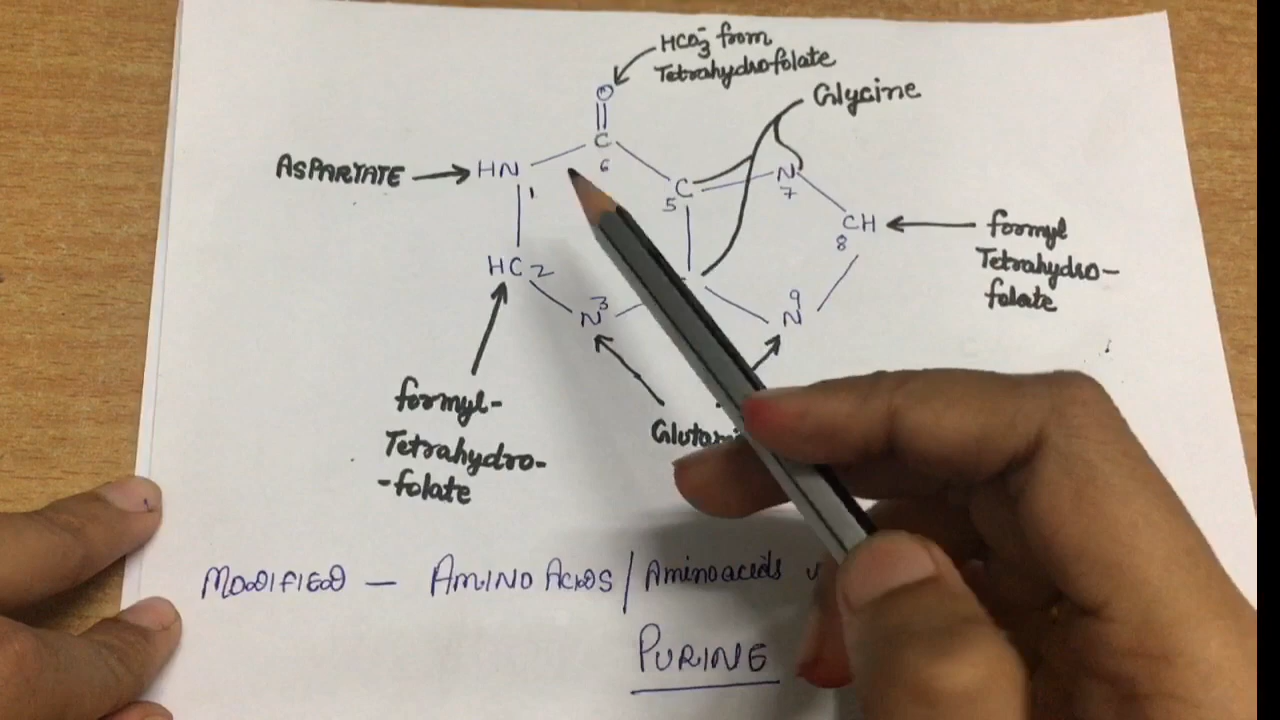 HCO3⁻ from
Tetrahydrofolate
O
Glycine
C
6
ASPARTATE
HN
1
C
5
N
7
CH
8
formyl
Tetrahydro-
folate
HC 2
3
N
9
N
formyl-
Tetrahydro-
-folate
MODIFIED — AMINO ACIDS / Aminoacids
PURINE